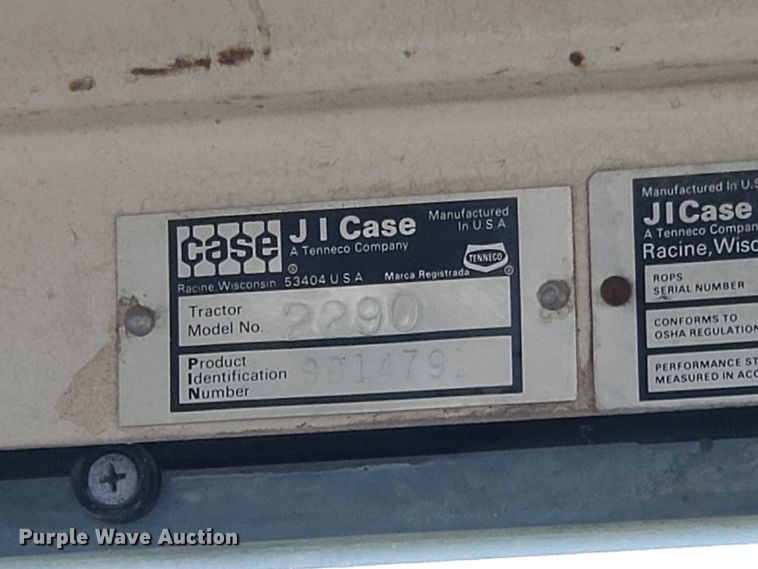 case
J I Case
A Tenneco Company
Manufactured
In U S A
TENNECO
®
®
Racine, Wisconsin 53404 U S A
Marca Registrada
Tractor
Model No. 2290
Product
Identification
Number
Manufactured In U.S
J I Case
A Tenneco Company
Racine, Wisc
ROPS
SERIAL NUMBER
CONFORMS TO
OSHA REGULATION
PERFORMANCE ST
MEASURED IN ACC
Purple Wave Auction